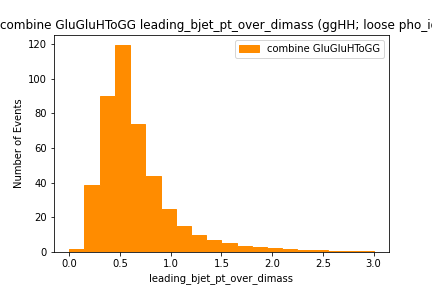 combine GluGluHToGG leading_bjet_pt_over_dimass (ggHH; loose pho_i
combine GluGluHToGG
Number of Events
120
100
80
60
40
20
0
0.0 0.5 1.0 1.5 2.0 2.5 3.0
leading_bjet_pt_over_dimass